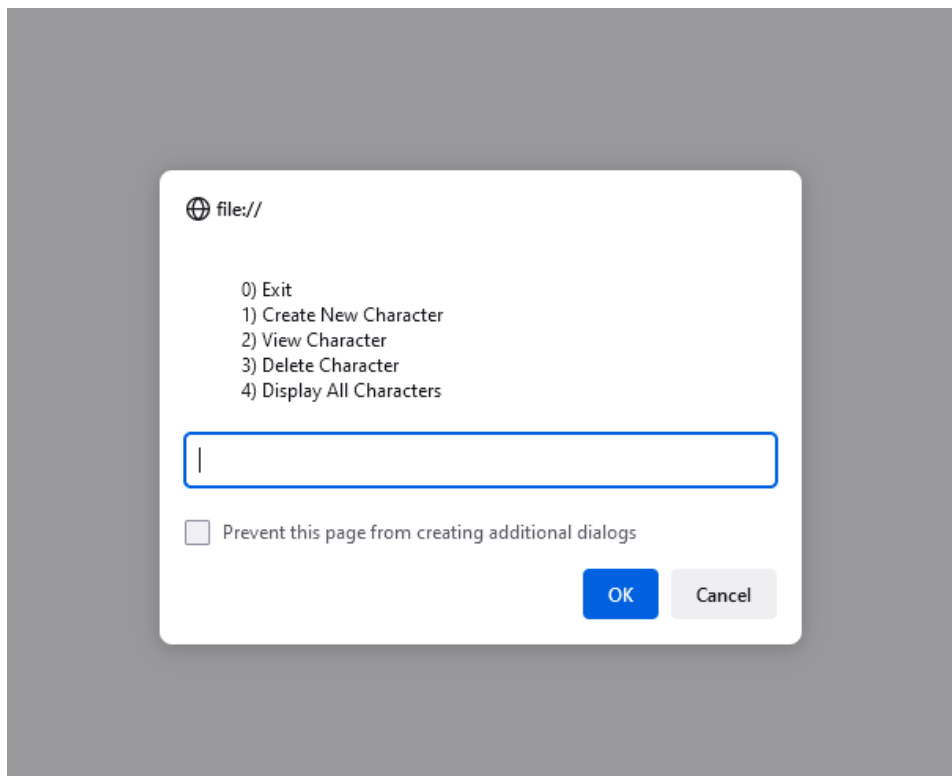 file://
0) Exit
1) Create New Character
2) View Character
3) Delete Character
4) Display All Characters
Prevent this page from creating additional dialogs
OK Cancel